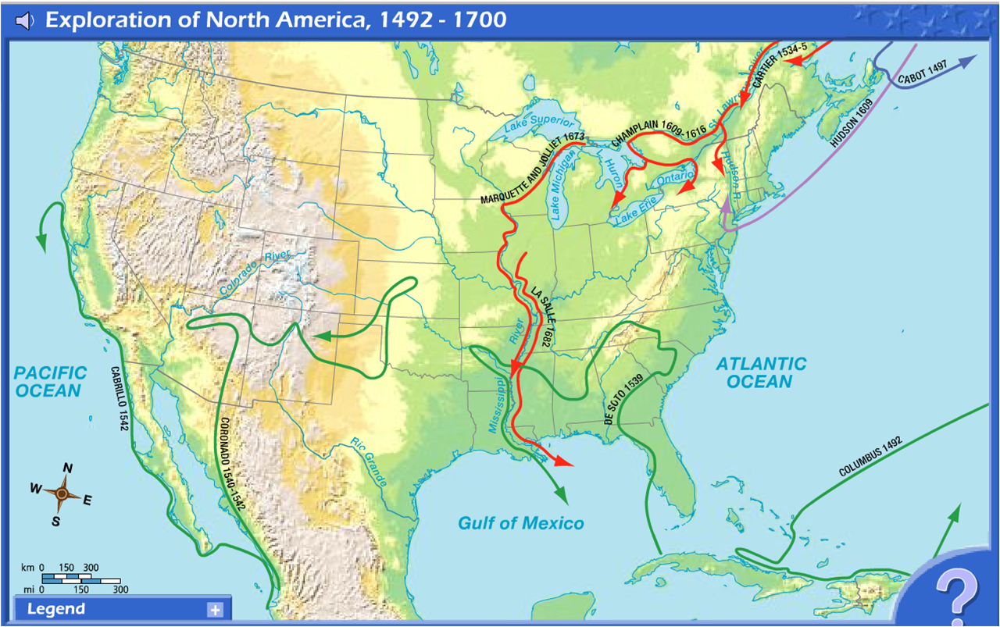 Exploration of North America, 1492 - 1700
CARTIER 1534-5
CABOT 1497
St. Lawrence River
HUDSON 1609
Lake Superior
CHAMPLAIN 1609-1616
MARQUETTE AND JOLLIET 1673
Lake Michigan
Huron
Ontario
Hudson R.
Lake Erie
Colorado River
LA SALLE 1682
River
Mississippi
PACIFIC
OCEAN
ATLANTIC
OCEAN
CABRILLO 1542
CORONADO 1540-1542
DE SOTO 1539
Rio Grande
COLUMBUS 1492
N
W
E
S
Gulf of Mexico
km 0 150 300
mi 0 150 300
Legend +
?